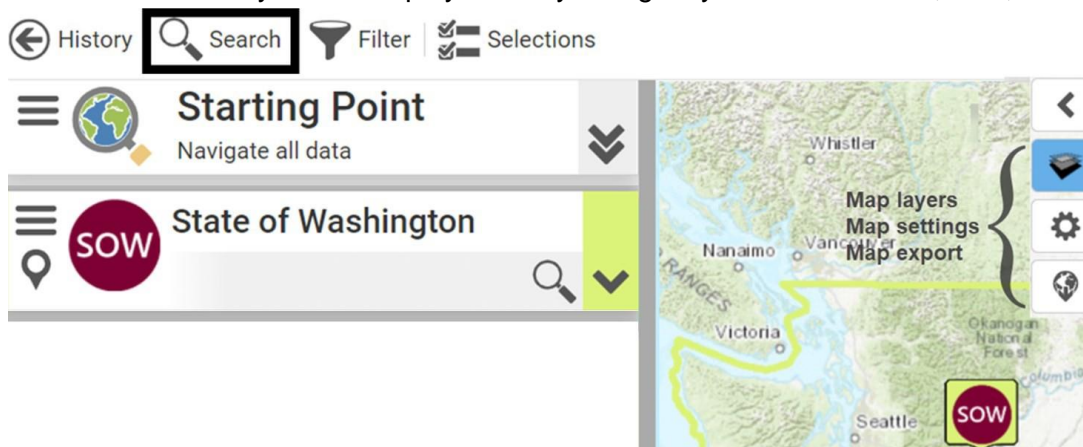 History Search Filter Selections
Starting Point
Navigate all data
State of Washington
SOW
Whistler
Map layers
Map settings
Map export
Nanaimo
Vancouver
RANGES
Victoria
Okanogan
National
Forest
Columbia
Seattle
SOW